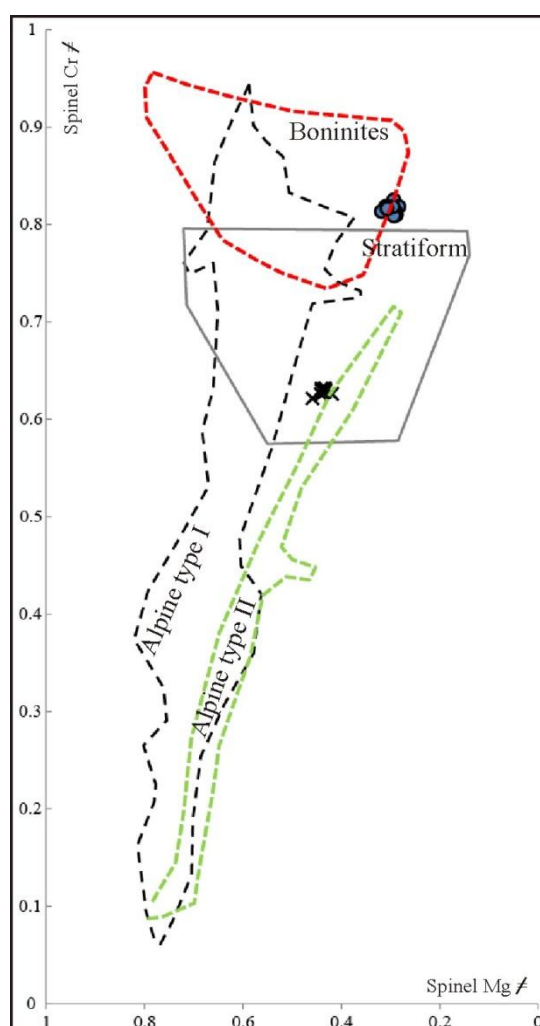 1
Spinel Cr #
Boninites
0.9
0.8
Stratiform
0.7
0.6
0.5
Alpine type I
0.4
Alpine type II
0.3
0.2
0.1
Spinel Mg #
0
1
0.8
0.6
0.4
0.2
0